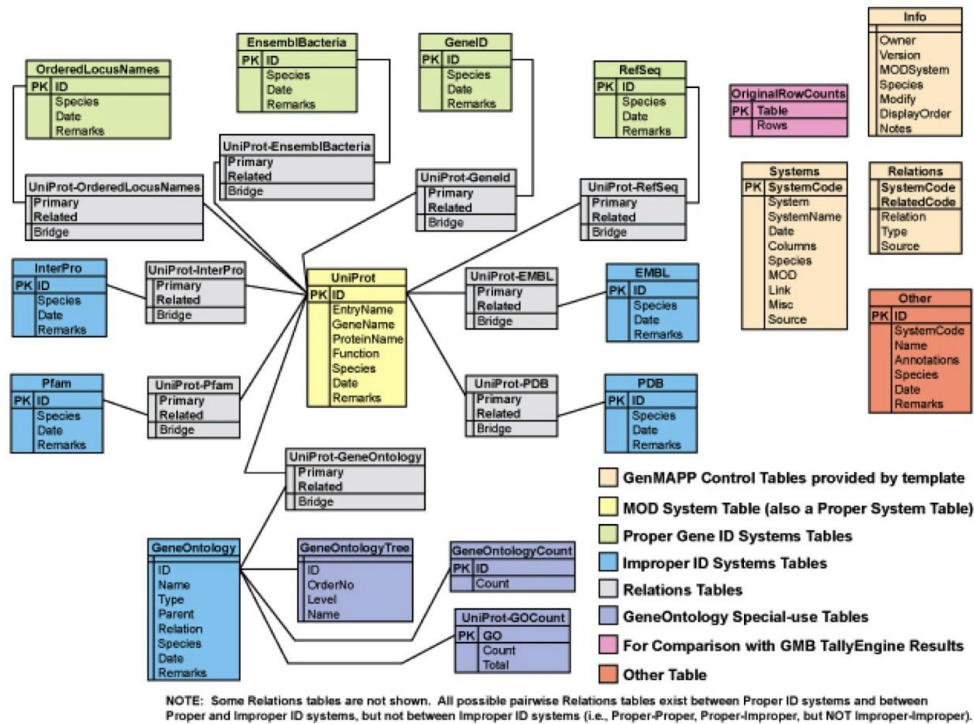 OrderedLocusNames
PK ID
Species
Date
Remarks
EnsemblBacteria
PK ID
Species
Date
Remarks
GeneID
PK ID
Species
Date
Remarks
RefSeq
PK ID
Species
Date
Remarks
OriginalRowCounts
PK Table
Rows
Info
Owner
Version
MODSystem
Species
Modify
DisplayOrder
Notes
UniProt-OrderedLocusNames
Primary
Related
Bridge
UniProt-EnsemblBacteria
Primary
Related
Bridge
UniProt-GeneId
Primary
Related
Bridge
UniProt-RefSeq
Primary
Related
Bridge
Systems
PK SystemCode
System
SystemName
Date
Columns
Species
MOD
Link
Misc
Source
Relations
SystemCode
RelatedCode
Relation
Type
Source
InterPro
PK ID
Species
Date
Remarks
UniProt-InterPro
Primary
Related
Bridge
UniProt
PK ID
EntryName
GeneName
ProteinName
Function
Species
Date
Remarks
UniProt-EMBL
Primary
Related
Bridge
EMBL
PK ID
Species
Date
Remarks
Other
PK ID
SystemCode
Name
Annotations
Species
Date
Remarks
Pfam
PK ID
Species
Date
Remarks
UniProt-Pfam
Primary
Related
Bridge
UniProt-PDB
Primary
Related
Bridge
PDB
PK ID
Species
Date
Remarks
UniProt-GeneOntology
Primary
Related
Bridge
GeneOntology
ID
Name
Type
Parent
Relation
Species
Date
Remarks
GeneOntologyTree
ID
OrderNo
Level
Name
GeneOntologyCount
PK ID
Count
UniProt-GOCount
PK GO
Count
Total
GenMAPP Control Tables provided by template
MOD System Table (also a Proper System Table)
Proper Gene ID Systems Tables
Improper ID Systems Tables
Relations Tables
GeneOntology Special-use Tables
For Comparison with GMB TallyEngine Results
Other Table
NOTE: Some Relations tables are not shown. All possible pairwise Relations tables exist between Proper ID systems and between
Proper and Improper ID systems, but not between Improper ID systems (i.e., Proper-Proper, Proper-Improper, but NOT Improper-Improper).